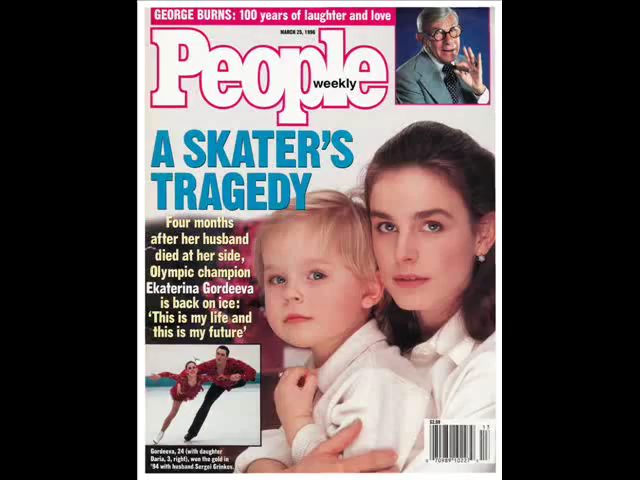 GEORGE BURNS: 100 years of laughter and love
MARCH 25, 1996
People
weekly
A SKATER'S
TRAGEDY
Four months
after her husband
died at her side,
Olympic champion
Ekaterina Gordeeva
is back on ice:
'This is my life and
this is my future'
Gordeeva, 24 (with daughter
Daria, 3, right), won the gold in
'94 with husband Sergei Grinkov.
$2.59